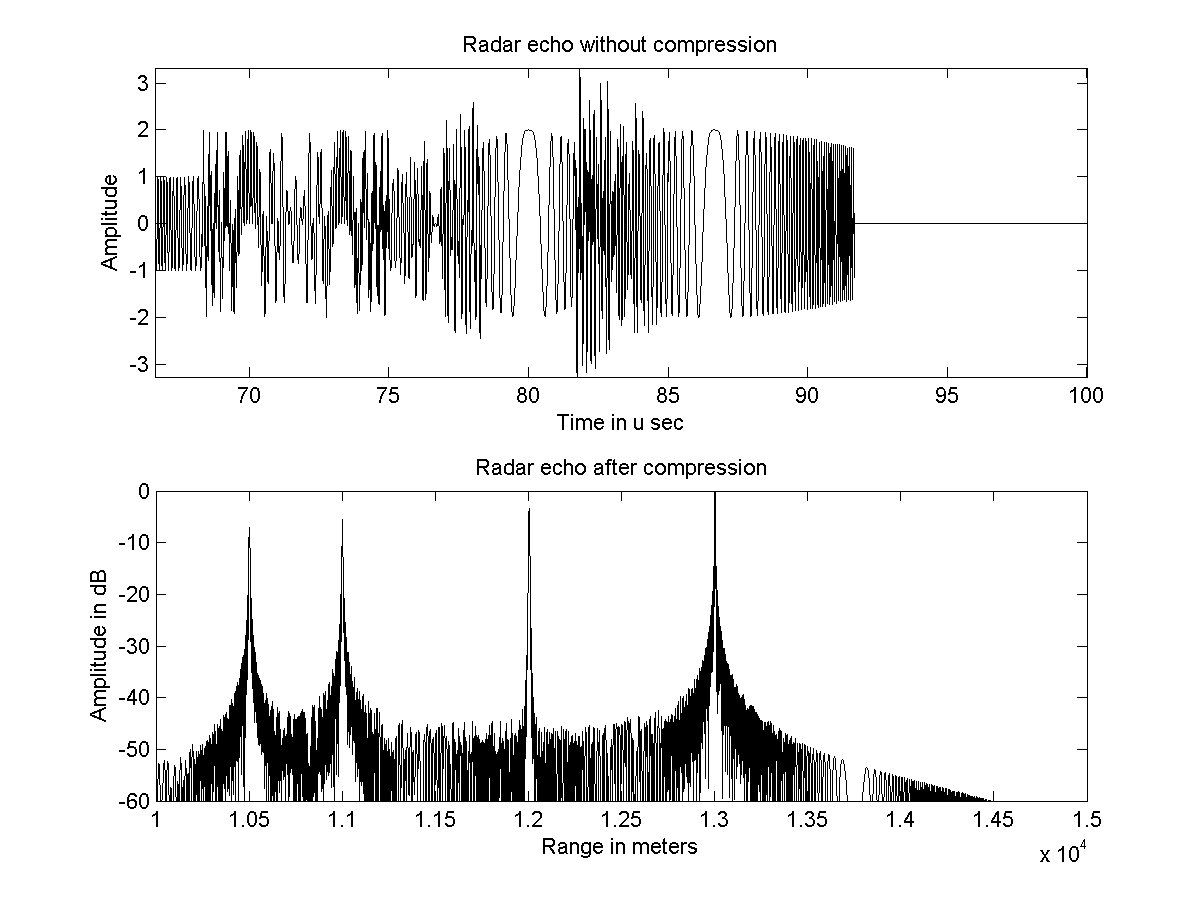 Radar echo without compression
3
2
1
0
-1
-2
-3
Amplitude
70 75 80 85 90 95 100
Time in u sec
Radar echo after compression
0
-10
-20
-30
-40
-50
-60
Amplitude in dB
1 1.05 1.1 1.15 1.2 1.25 1.3 1.35 1.4 1.45 1.5
Range in meters
x 10^4